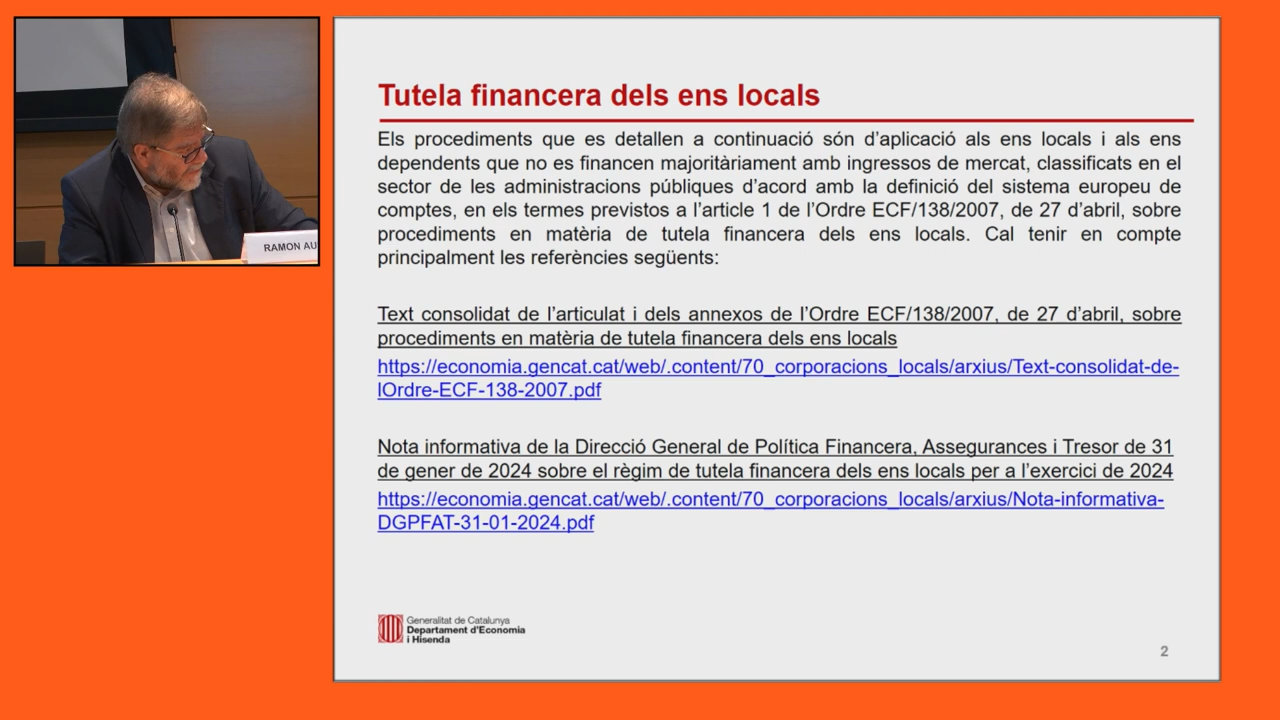 RAMON AU
Tutela financera dels ens locals
Els procediments que es detallen a continuació són d’aplicació als ens locals i als ens
dependents que no es financen majoritàriament amb ingressos de mercat, classificats en el
sector de les administracions públiques d’acord amb la definició del sistema europeu de
comptes, en els termes previstos a l’article 1 de l’Ordre ECF/138/2007, de 27 d’abril, sobre
procediments en matèria de tutela financera dels ens locals. Cal tenir en compte
principalment les referències següents:
Text consolidat de l’articulat i dels annexos de l’Ordre ECF/138/2007, de 27 d’abril, sobre
procediments en matèria de tutela financera dels ens locals
https://economia.gencat.cat/web/.content/70_corporacions_locals/arxius/Text-consolidat-de-
lOrdre-ECF-138-2007.pdf
Nota informativa de la Direcció General de Política Financera, Assegurances i Tresor de 31
de gener de 2024 sobre el règim de tutela financera dels ens locals per a l’exercici de 2024
https://economia.gencat.cat/web/.content/70_corporacions_locals/arxius/Nota-informativa-
DGPFAT-31-01-2024.pdf
Generalitat de Catalunya
Departament d’Economia
i Hisenda
2